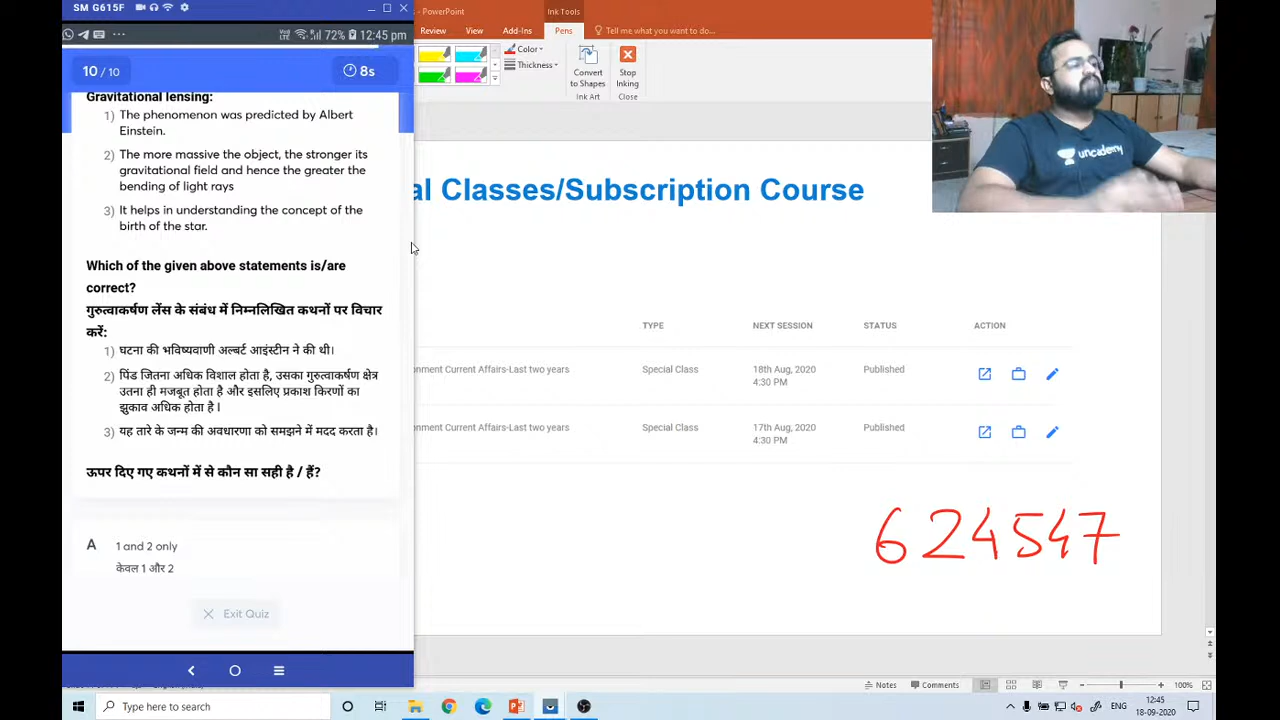 SM G615F
12:45 pm
72%
10 / 10
8s
Gravitational lensing:
1) The phenomenon was predicted by Albert
Einstein.
2) The more massive the object, the stronger its
gravitational field and hence the greater the
bending of light rays
3) It helps in understanding the concept of the
birth of the star.
Which of the given above statements is/are
correct?
गुरुत्वाकर्षण लेंस के संबंध में निम्नलिखित कथनों पर विचार
करें:
1) घटना की भविष्यवाणी अल्बर्ट आइंस्टीन ने की थी।
2) पिंड जितना अधिक विशाल होता है, उसका गुरुत्वाकर्षण क्षेत्र
उतना ही मजबूत होता है और इसलिए प्रकाश किरणों का
झुकाव अधिक होता है।
3) यह तारे के जन्म की अवधारणा को समझने में मदद करता है।
ऊपर दिए गए कथनों में से कौन सा सही है / हैं?
A 1 and 2 only
केवल 1 और 2
Exit Quiz
- PowerPoint
Ink Tools
Review View Add-Ins Pens Tell me what you want to do...
Color
Thickness
Convert
to Shapes
Stop
Inking
Ink Art
Close
unacademy
al Classes/Subscription Course
TYPE NEXT SESSION STATUS ACTION
onment Current Affairs-Last two years Special Class 18th Aug, 2020 Published
4:30 PM
onment Current Affairs-Last two years Special Class 17th Aug, 2020 Published
4:30 PM
624547
Notes Comments 100%
Type here to search
ENG
12:45
18-09-2020